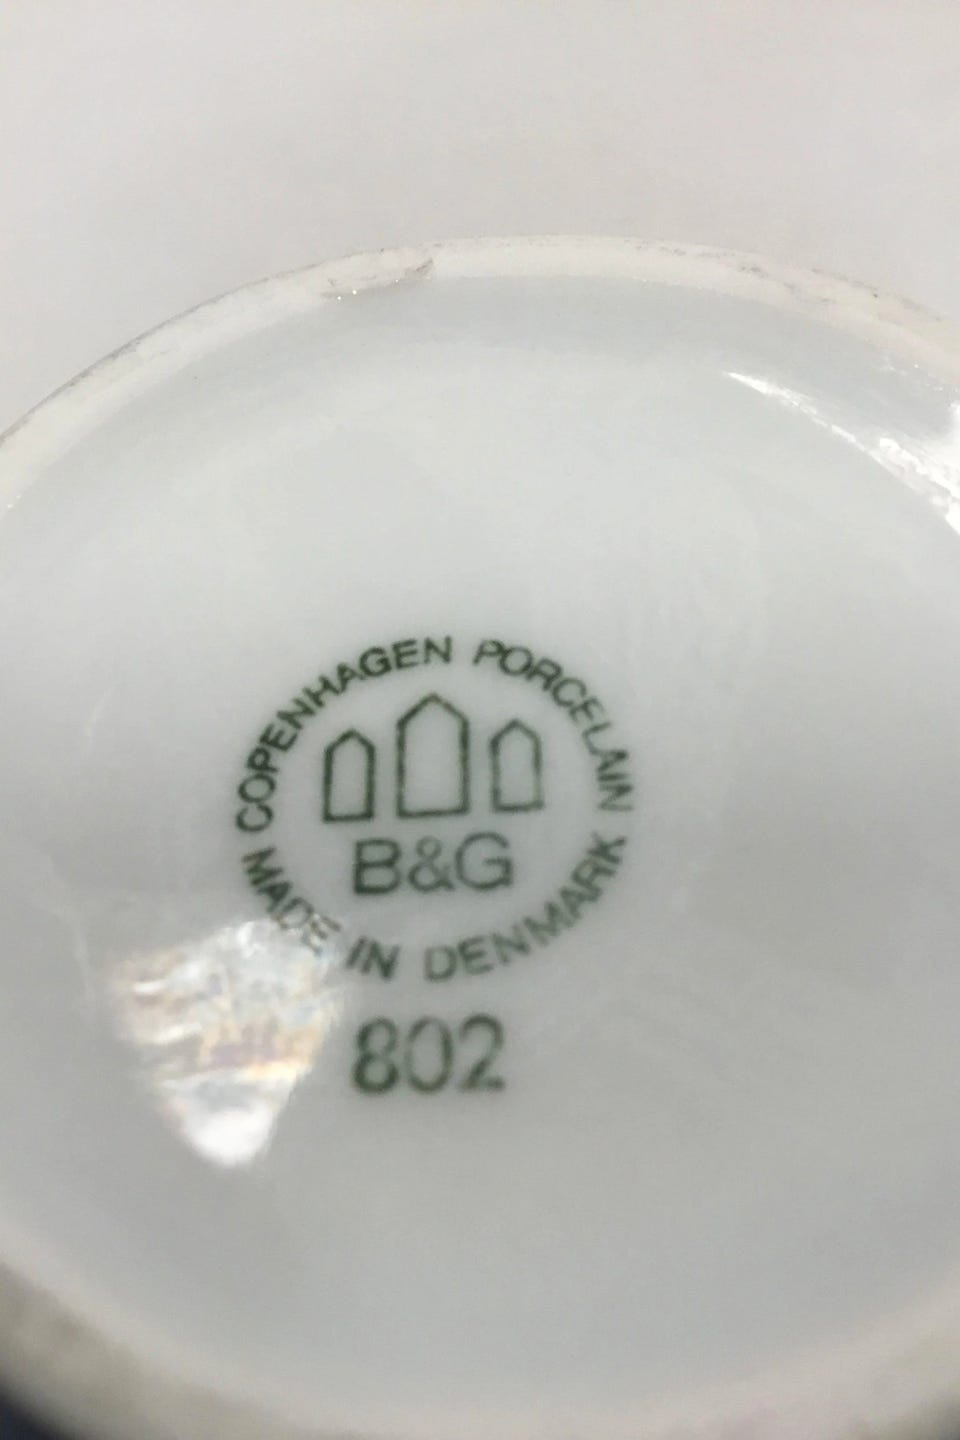 COPENHAGEN PORCELAIN
B&G
MADE IN DENMARK
802